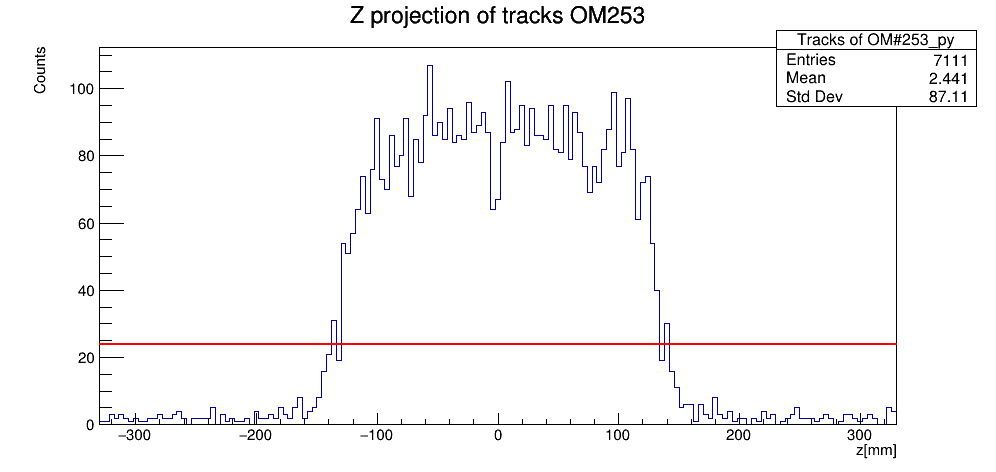 Z projection of tracks OM253
Tracks of OM#253_py
Entries 7111
Mean 2.441
Std Dev 87.11
Counts
100
80
60
40
20
0
−300 −200 −100 0 100 200 300
z[mm]